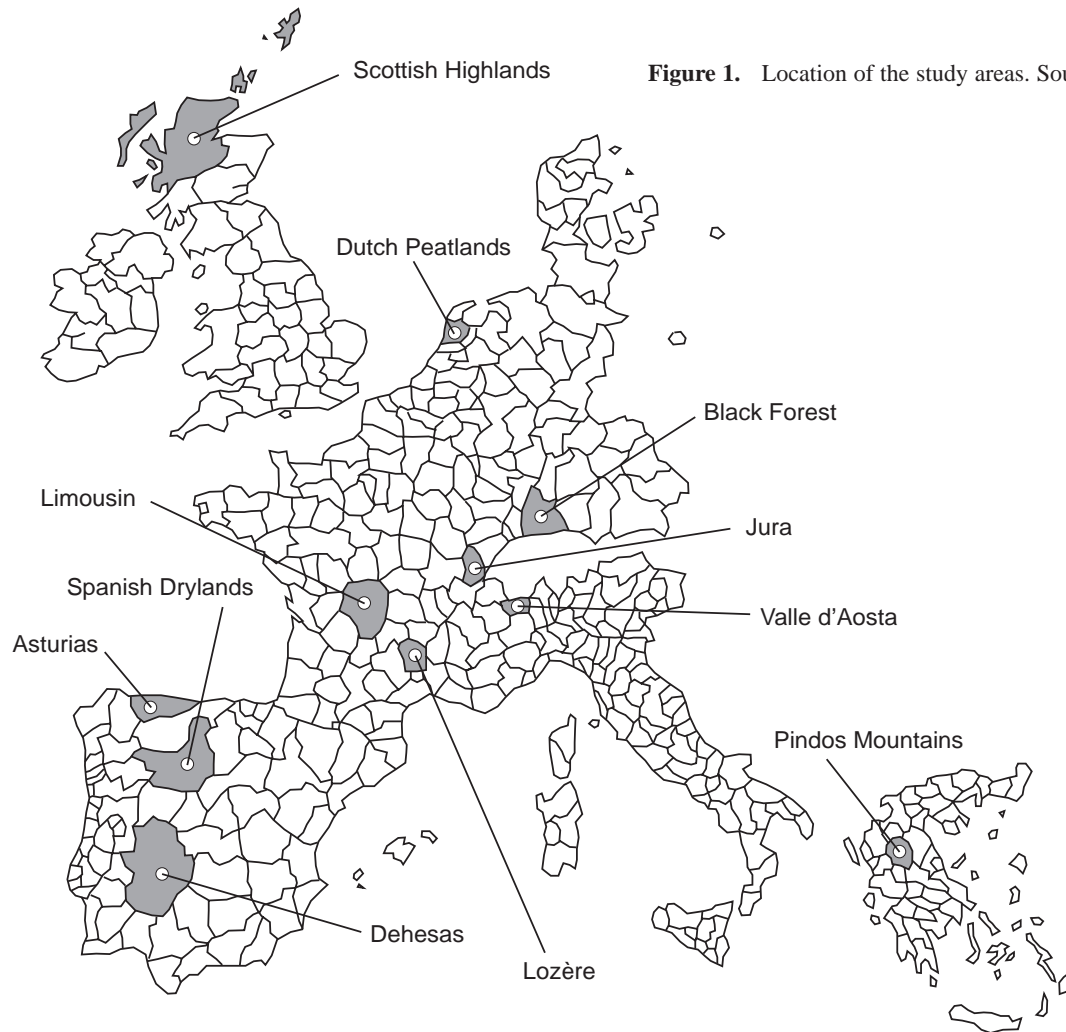 Scottish Highlands
Figure 1. Location of the study areas. Sou
Dutch Peatlands
Black Forest
Limousin
Jura
Spanish Drylands
Valle d'Aosta
Asturias
Pindos Mountains
Dehesas
Lozère